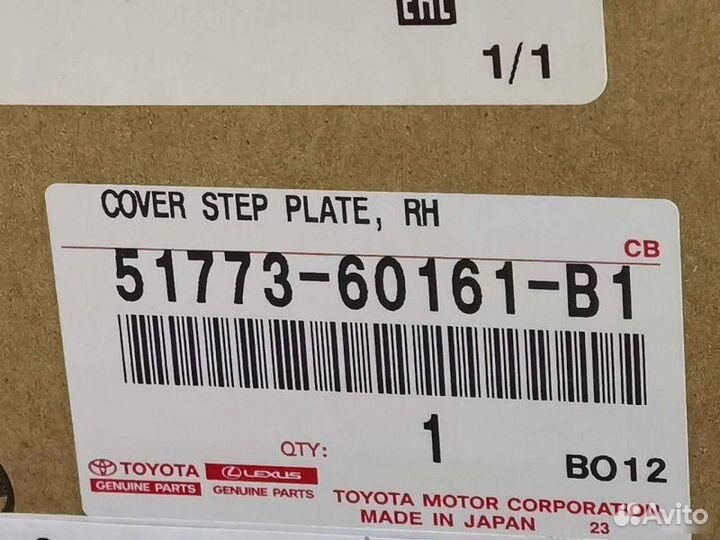 EAC
1/1
COVER STEP PLATE, RH
CB
51773-60161-B1
QTY: 1
BO12
TOYOTA LEXUS
GENUINE PARTS GENUINE PARTS
TOYOTA MOTOR CORPORATION
MADE IN JAPAN 23
Avito